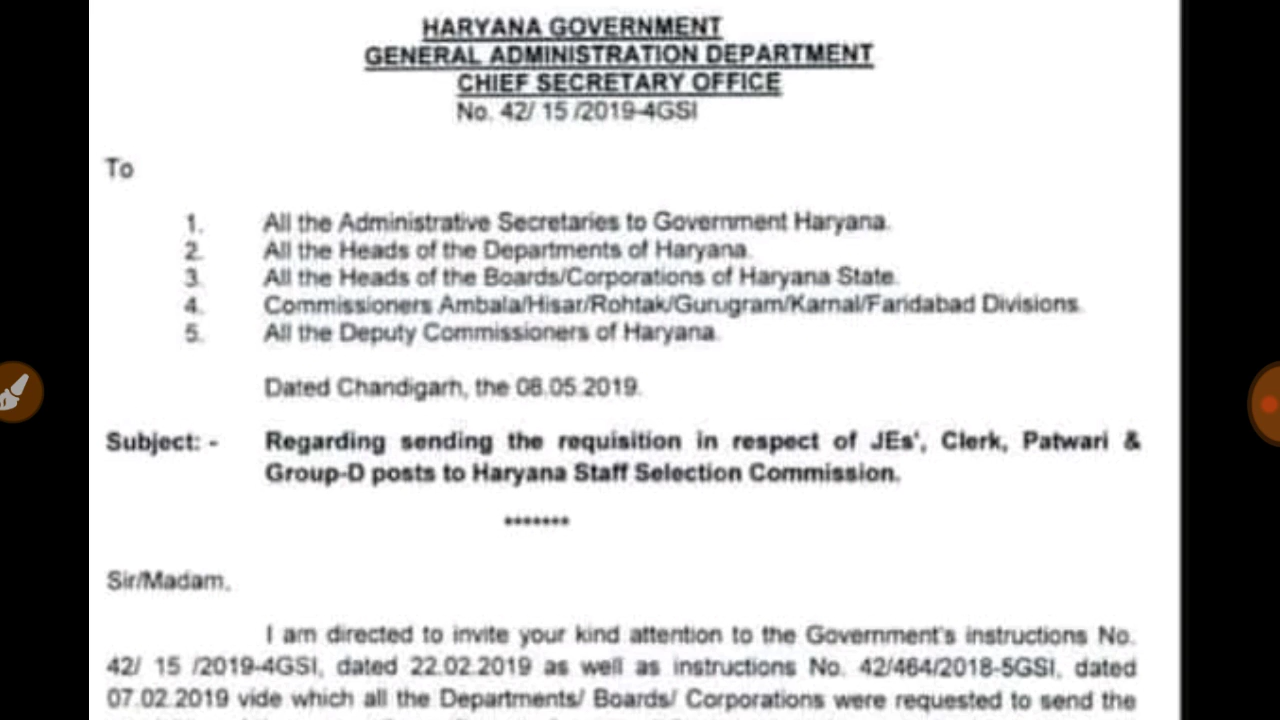 HARYANA GOVERNMENT
GENERAL ADMINISTRATION DEPARTMENT
CHIEF SECRETARY OFFICE
No. 42/ 15 /2019-4GSI
To
1. All the Administrative Secretaries to Government Haryana.
2. All the Heads of the Departments of Haryana.
3. All the Heads of the Boards/Corporations of Haryana State.
4. Commissioners Ambala/Hisar/Rohtak/Gurugram/Karnal/Faridabad Divisions.
5. All the Deputy Commissioners of Haryana.
Dated Chandigarh, the 08.05.2019.
Subject: - Regarding sending the requisition in respect of JEs', Clerk, Patwari &
Group-D posts to Haryana Staff Selection Commission.
*******
Sir/Madam,
I am directed to invite your kind attention to the Government's instructions No.
42/ 15 /2019-4GSI, dated 22.02.2019 as well as instructions No. 42/464/2018-5GSI, dated
07.02.2019 vide which all the Departments/ Boards/ Corporations were requested to send the